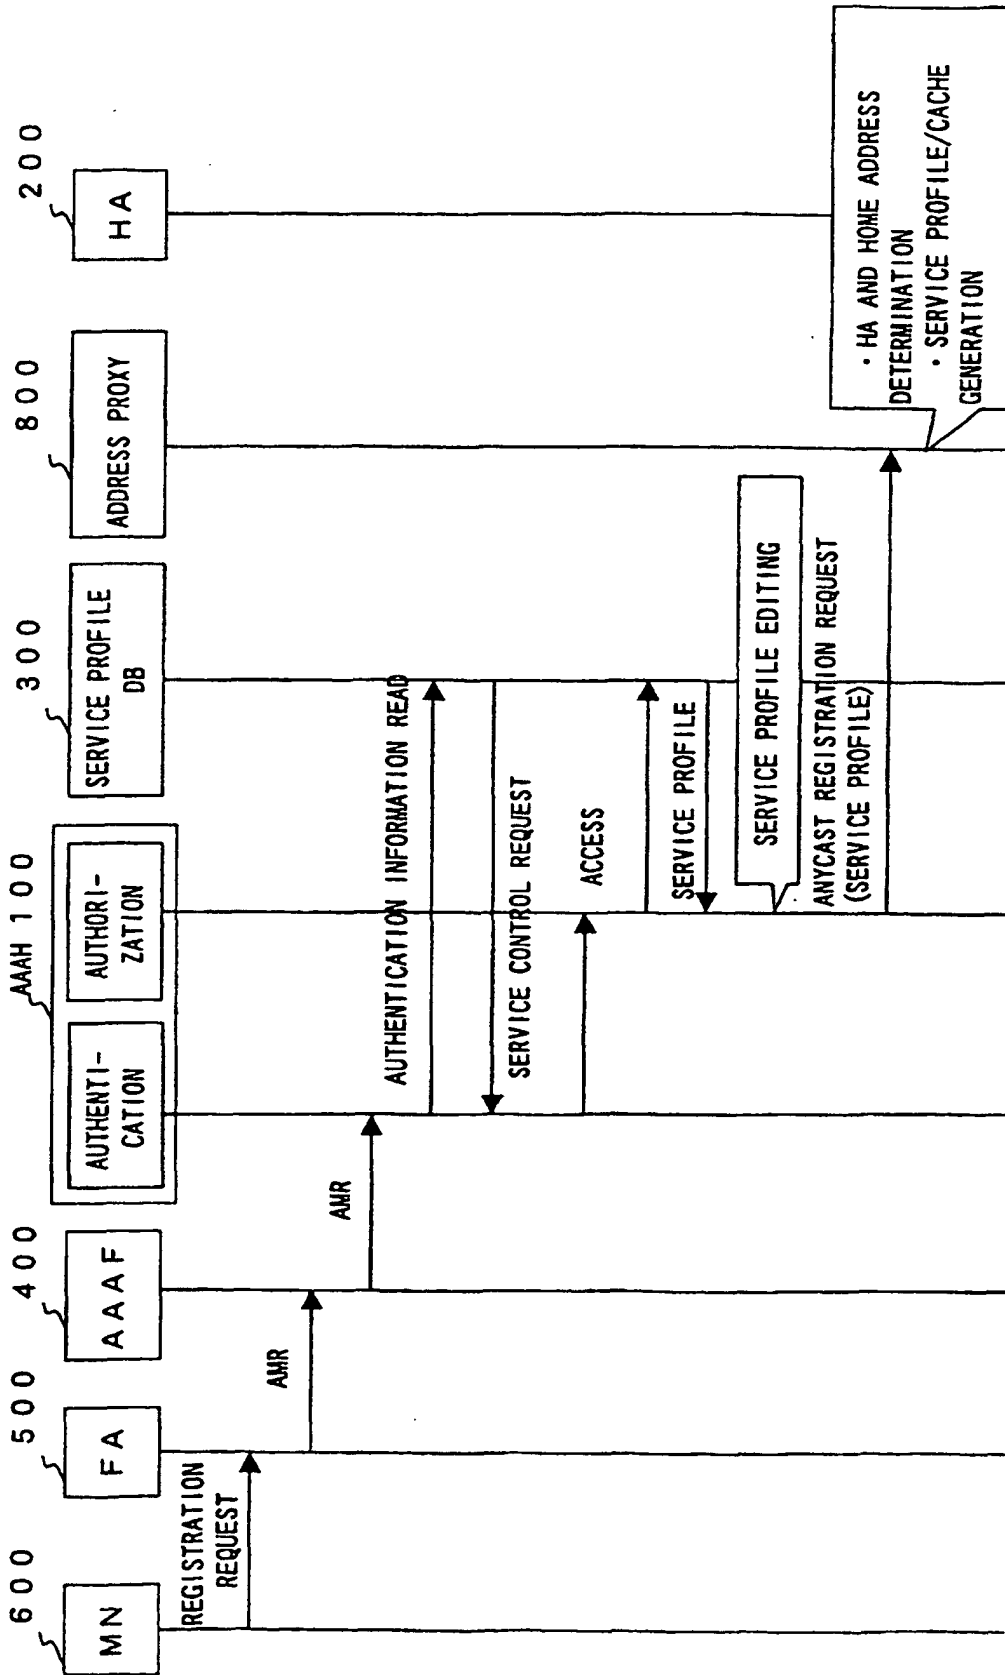 600
MN
500
FA
400
AAAF
AAAH 100
AUTHENTI-
CATION
AUTHORI-
ZATION
300
SERVICE PROFILE
DB
800
ADDRESS PROXY
200
HA
REGISTRATION
REQUEST
AMR
AMR
AUTHENTICATION INFORMATION READ
SERVICE CONTROL REQUEST
ACCESS
SERVICE PROFILE
SERVICE PROFILE EDITING
ANYCAST REGISTRATION REQUEST
(SERVICE PROFILE)
・HA AND HOME ADDRESS
DETERMINATION
・SERVICE PROFILE/CACHE
GENERATION